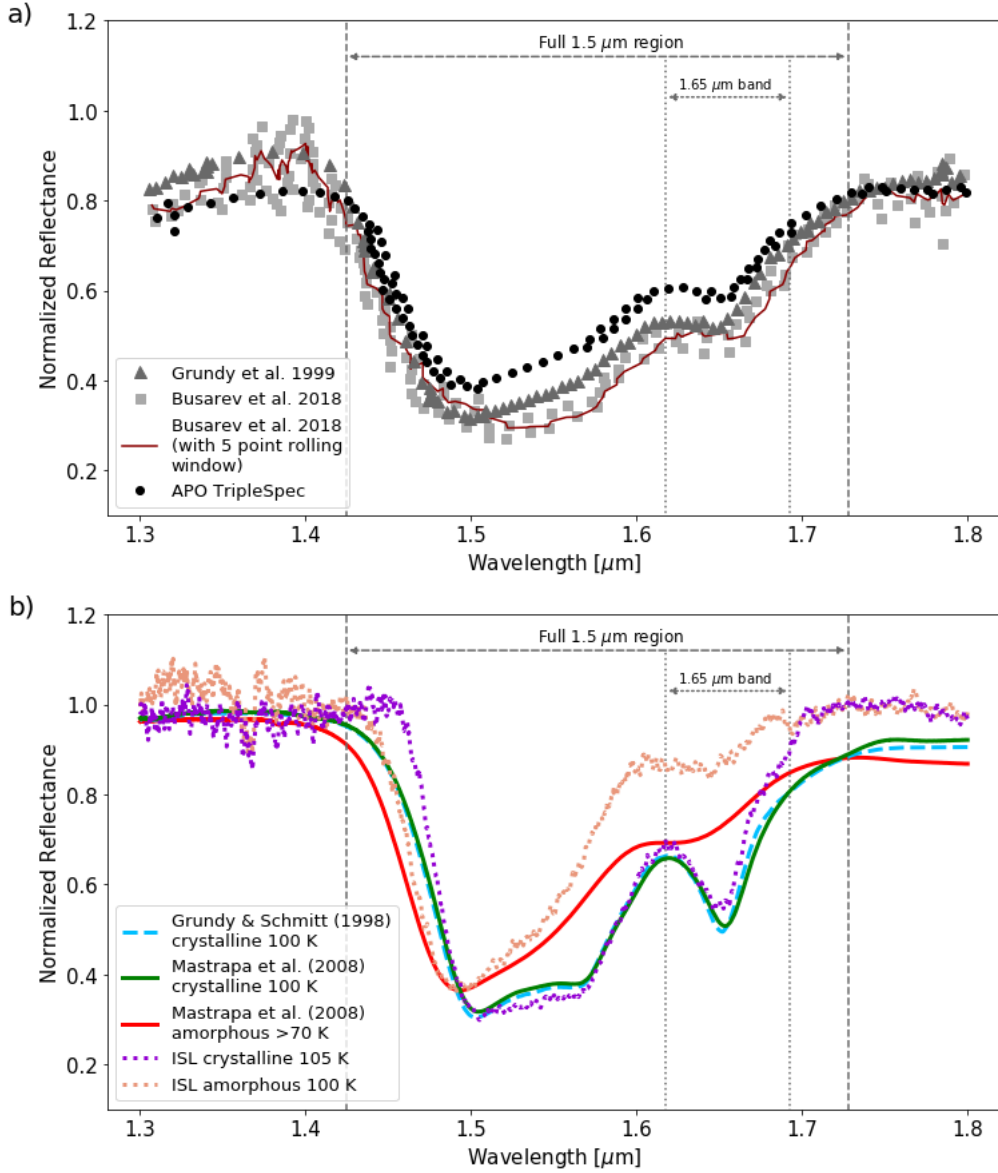 a)
1.2
1.0
0.8
0.6
0.4
0.2
Normalized Reflectance
Full 1.5 μm region
1.65 μm band
Grundy et al. 1999
Busarev et al. 2018
Busarev et al. 2018
(with 5 point rolling
window)
APO TripleSpec
1.3 1.4 1.5 1.6 1.7 1.8
Wavelength [μm]
b)
1.2
1.0
0.8
0.6
0.4
0.2
Normalized Reflectance
Full 1.5 μm region
1.65 μm band
Grundy & Schmitt (1998)
crystalline 100 K
Mastrapa et al. (2008)
crystalline 100 K
Mastrapa et al. (2008)
amorphous >70 K
ISL crystalline 105 K
ISL amorphous 100 K
1.3 1.4 1.5 1.6 1.7 1.8
Wavelength [μm]